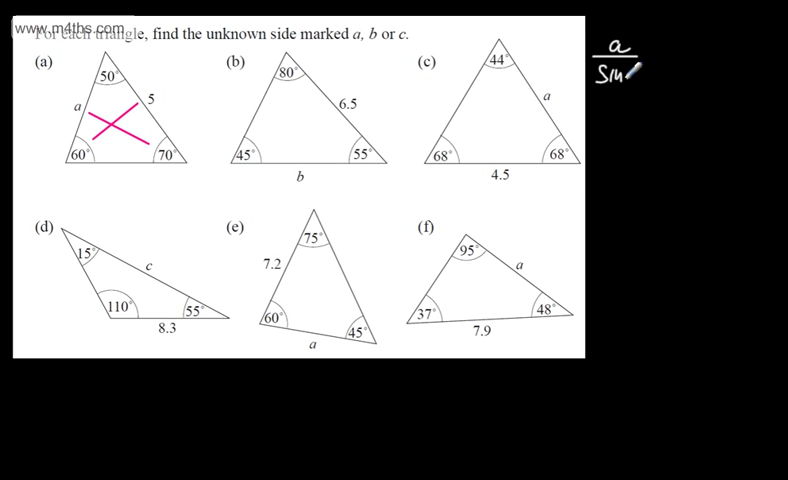 www.m4ths.com
For each triangle, find the unknown side marked a, b or c.
(a)
50°
a
5
60°
70°
(b)
80°
6.5
45°
55°
b
(c)
44°
a
68°
68°
4.5
(d)
15°
c
110°
55°
8.3
(e)
75°
7.2
60°
45°
a
(f)
95°
a
37°
48°
7.9
a
sin